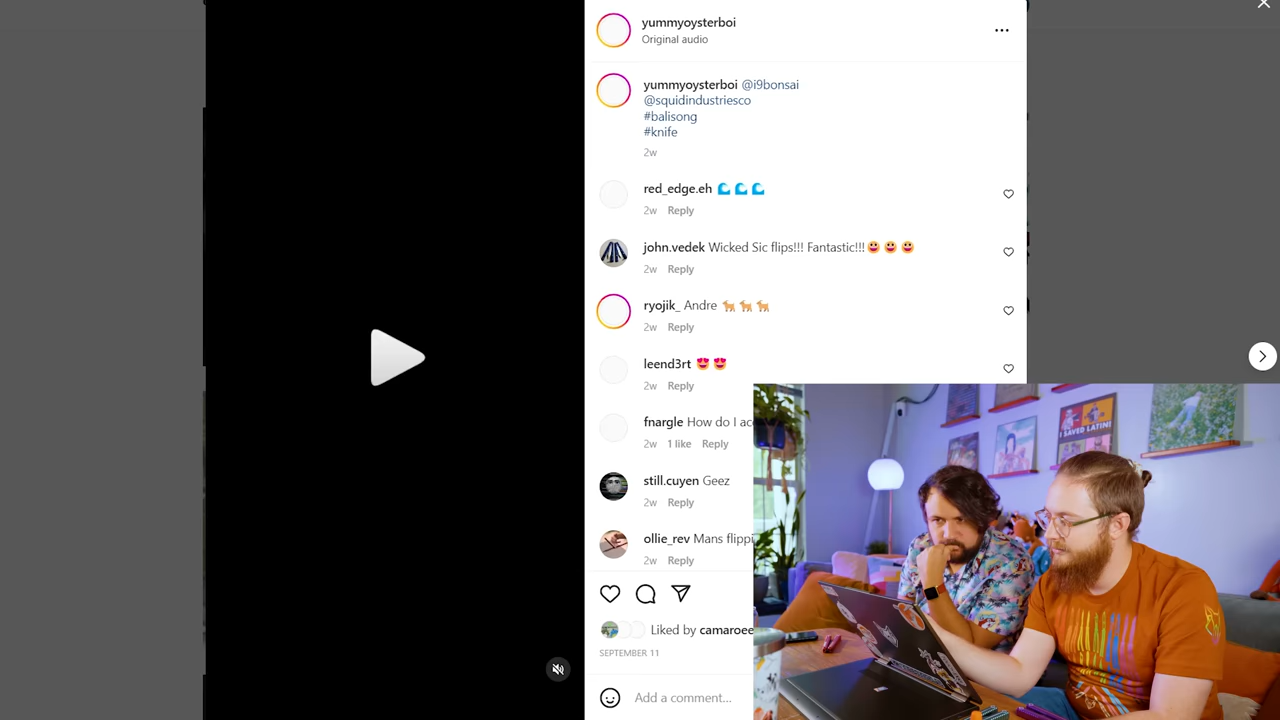 yummyoysterboi
Original audio
yummyoysterboi @i9bonsai
@squidindustriesco
#balisong
#knife
2w
red_edge.eh 🌊🌊🌊
2w Reply
john.vedek Wicked Sic flips!!! Fantastic!!!😃😃😃
2w Reply
ryojik_ Andre 🐐🐐🐐
2w Reply
leend3rt 😍😍
2w Reply
fnargle How do I
2w 1 like Reply
still.cuyen Geez
2w Reply
ollie_rev Mans
2w Reply
Liked by
SEPTEMBER 11
Add a comment...
I SAVED LATIN!